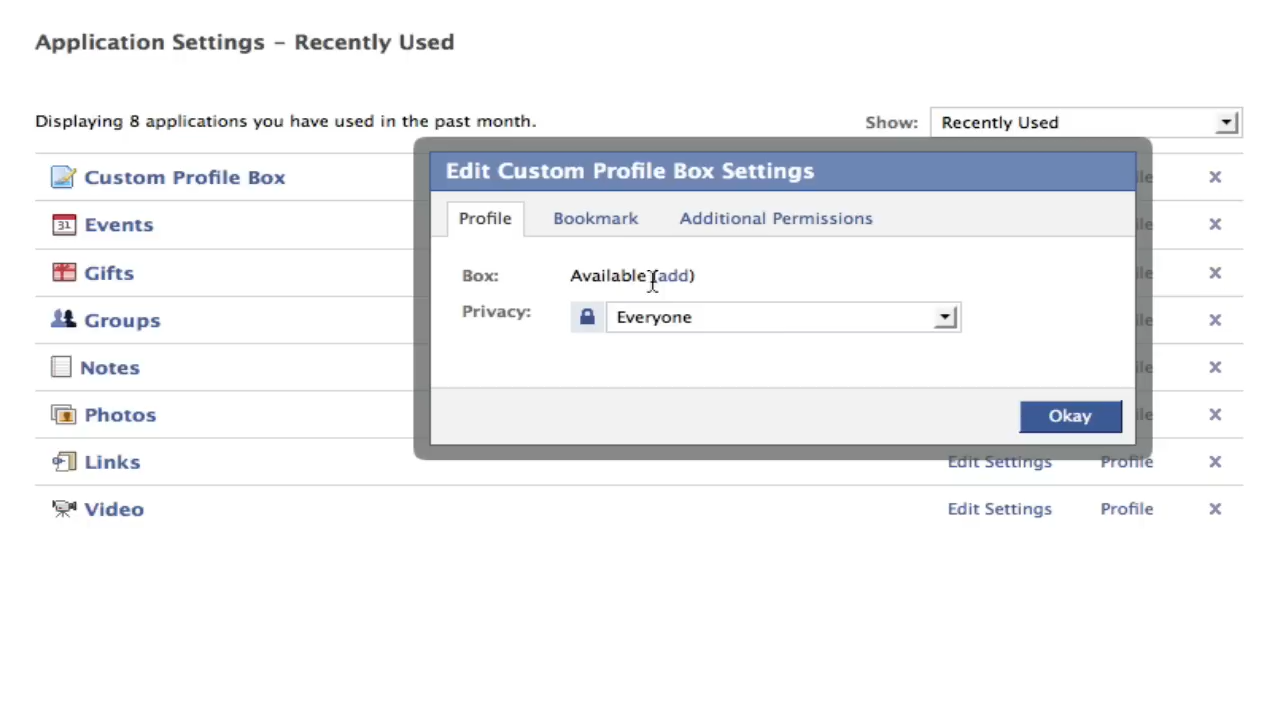 Application Settings – Recently Used
Displaying 8 applications you have used in the past month.
Show: Recently Used
Custom Profile Box
Events
31
Gifts
Groups
Notes
Photos
Links
Video
Edit Custom Profile Box Settings
Profile Bookmark Additional Permissions
Box: Available (add)
Privacy: Everyone
Okay
Edit Settings Profile x
Edit Settings Profile x